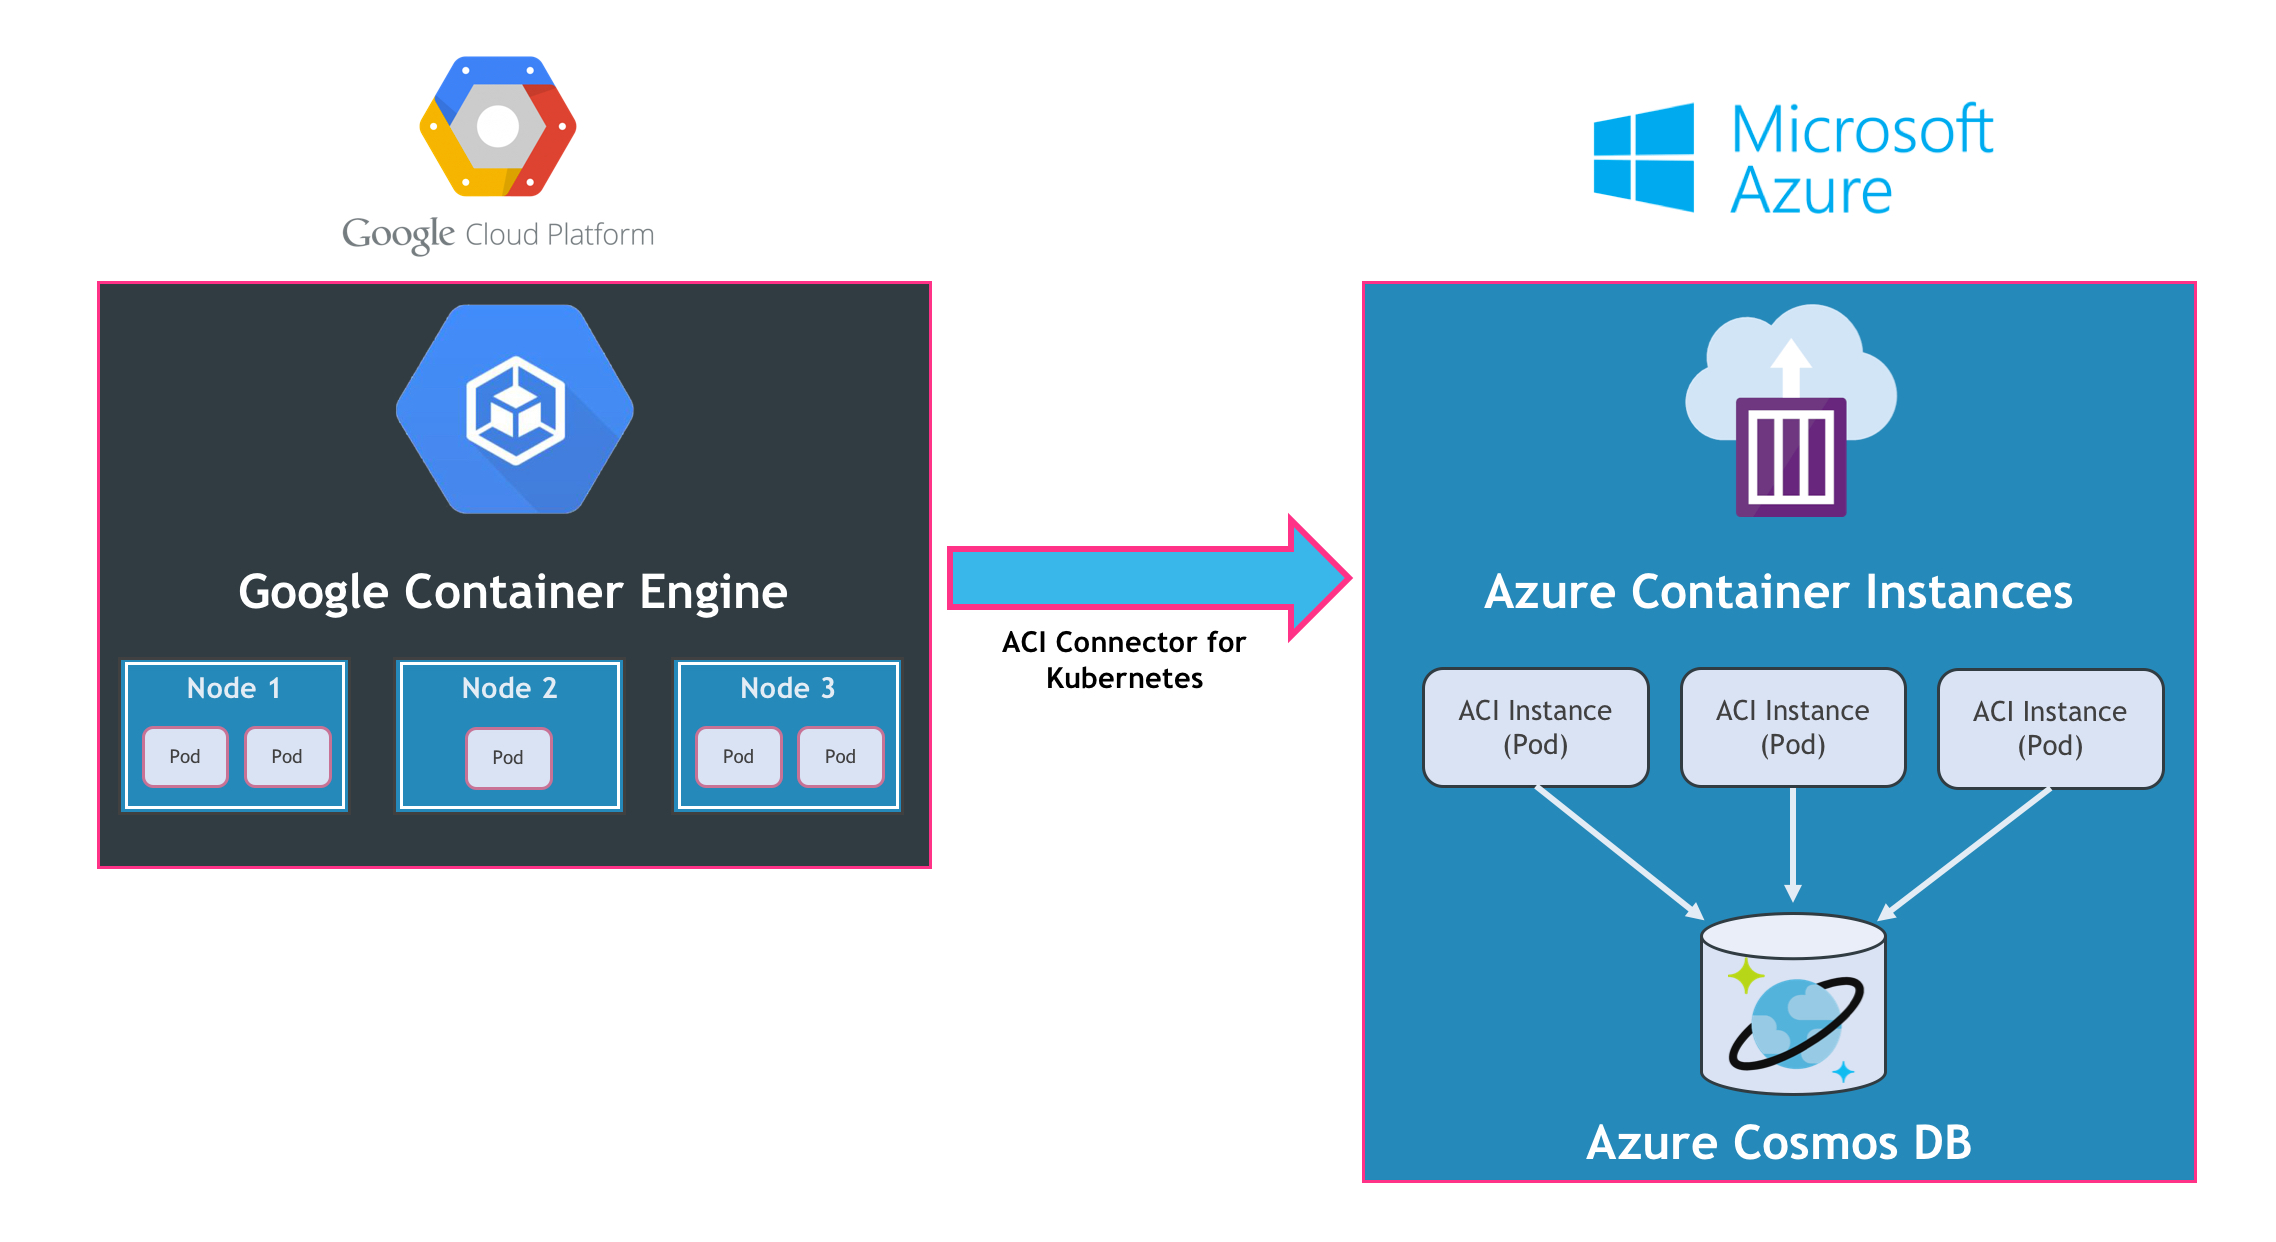 Google Cloud Platform
Google Container Engine
Node 1
Pod
Pod
Node 2
Pod
Node 3
Pod
Pod
ACI Connector for
Kubernetes
Microsoft
Azure
Azure Container Instances
ACI Instance
(Pod)
ACI Instance
(Pod)
ACI Instance
(Pod)
Azure Cosmos DB